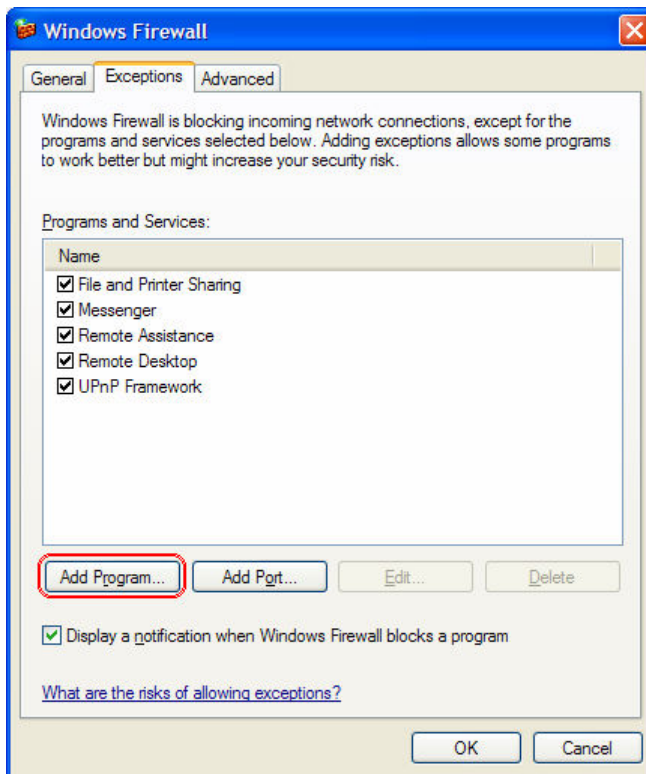 Windows Firewall
General Exceptions Advanced
Windows Firewall is blocking incoming network connections, except for the
programs and services selected below. Adding exceptions allows some programs
to work better but might increase your security risk.
Programs and Services:
Name
File and Printer Sharing
Messenger
Remote Assistance
Remote Desktop
UPnP Framework
Add Program... Add Port... Edit... Delete
Display a notification when Windows Firewall blocks a program
What are the risks of allowing exceptions?
OK Cancel